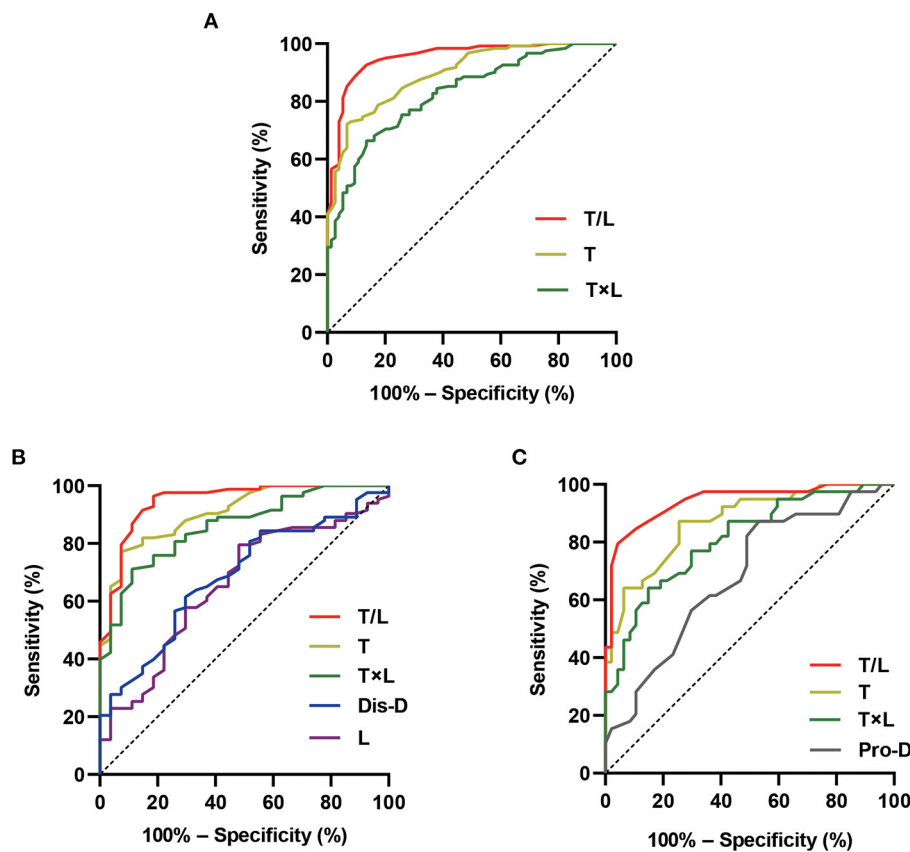 A
Sensitivity (%)
100
80
60
40
20
0
0 20 40 60 80 100
100% – Specificity (%)
T/L
T
T×L
B
Sensitivity (%)
100
80
60
40
20
0
0 20 40 60 80 100
100% – Specificity (%)
T/L
T
T×L
Dis-D
L
C
Sensitivity (%)
100
80
60
40
20
0
0 20 40 60 80 100
100% – Specificity (%)
T/L
T
T×L
Pro-D